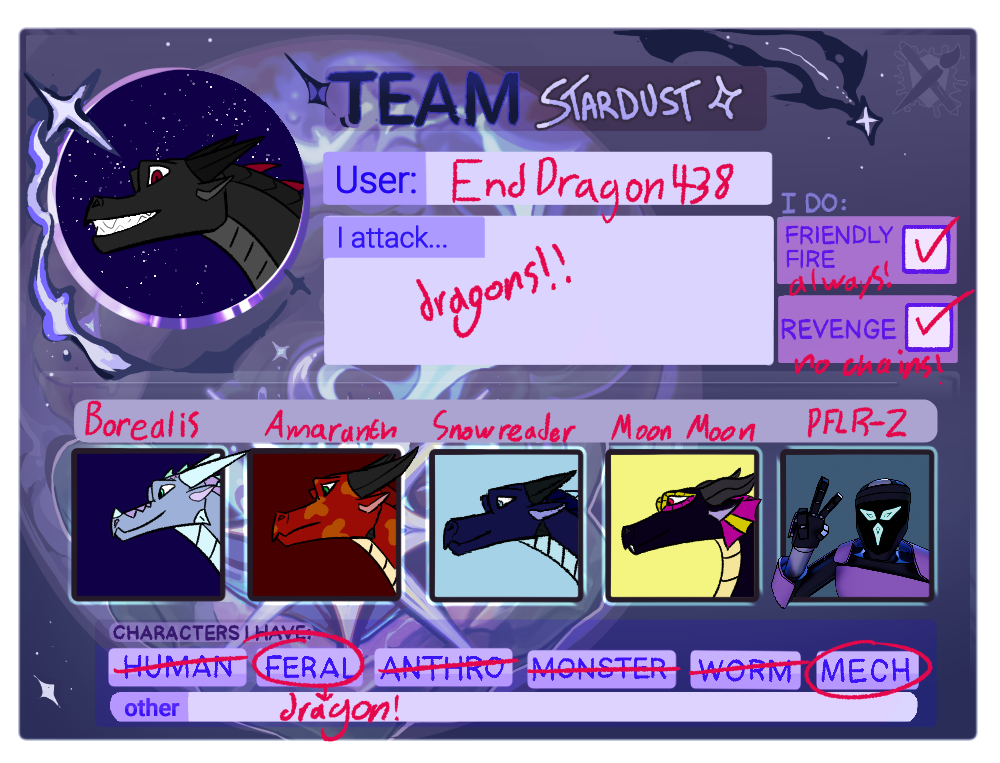 TEAM STARDUST
User: EndDragon438
I attack...
dragons!!
I DO:
FRIENDLY
FIRE
always!
REVENGE
no chains!
Borealis Amaranth Snowreader Moon Moon PFLR-Z
CHARACTERS I HAVE:
HUMAN FERAL ANTHRO MONSTER WORM MECH
other dragon!